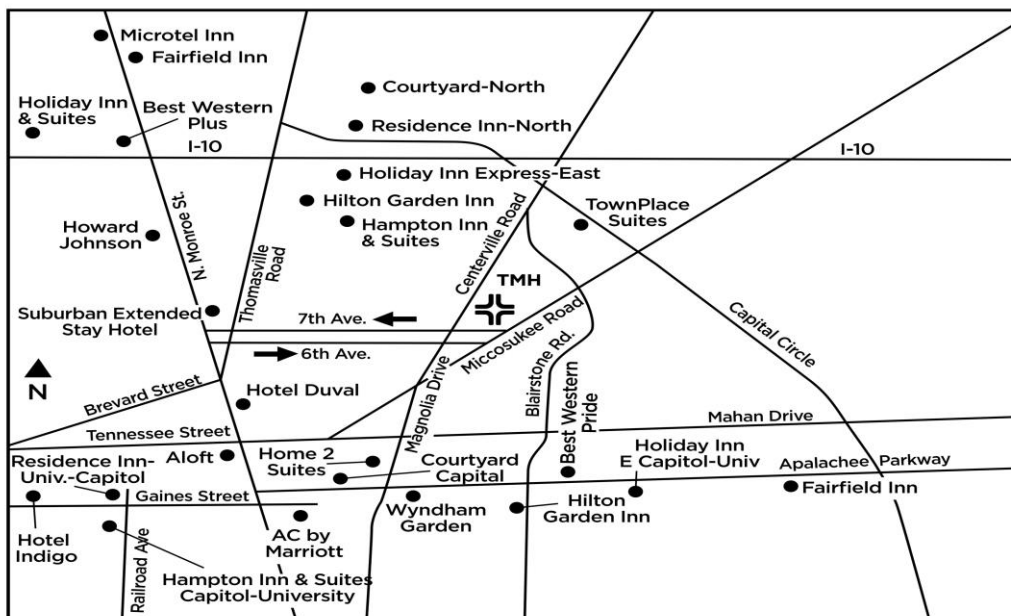 Microtel Inn
Fairfield Inn
Courtyard-North
Holiday Inn
& Suites
Best Western
Plus
Residence Inn-North
I-10
I-10
Holiday Inn Express-East
Hilton Garden Inn
TownPlace
Suites
Howard
Johnson
N. Monroe St.
Hampton Inn
& Suites
Centerville Road
Thomasville
Road
TMH
Suburban Extended
Stay Hotel
7th Ave.
Miccosukee Road
Capital Circle
6th Ave.
N
Brevard Street
Hotel Duval
Magnolia Drive
Blairstone Rd.
Best Western
Pride
Mahan Drive
Tennessee Street
Residence Inn-
Univ.-Capitol
Aloft
Home 2
Suites
Courtyard
Capital
Holiday Inn
E Capitol-Univ
Apalachee Parkway
Gaines Street
Fairfield Inn
Hotel
Indigo
Railroad Ave
AC by
Marriott
Wyndham
Garden
Hilton
Garden Inn
Hampton Inn & Suites
Capitol-University